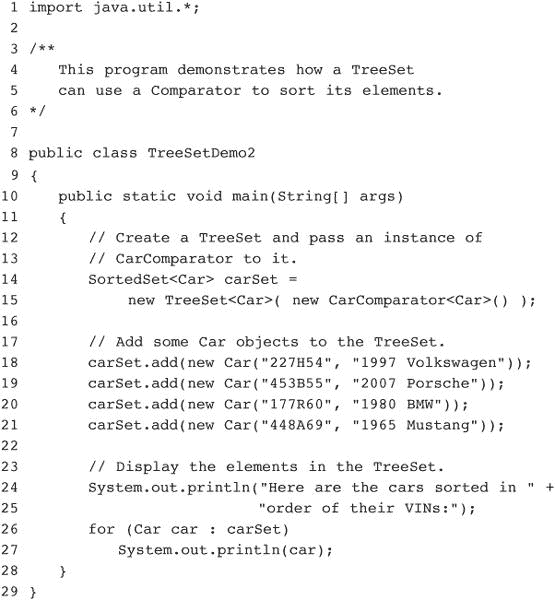 1 import java.util.*;
2
3 /**
4    This program demonstrates how a TreeSet
5    can use a Comparator to sort its elements.
6 */
7
8 public class TreeSetDemo2
9 {
10    public static void main(String[] args)
11    {
12       // Create a TreeSet and pass an instance of
13       // CarComparator to it.
14       SortedSet<Car> carSet =
15           new TreeSet<Car>( new CarComparator<Car>() );
16
17       // Add some Car objects to the TreeSet.
18       carSet.add(new Car("227H54", "1997 Volkswagen"));
19       carSet.add(new Car("453B55", "2007 Porsche"));
20       carSet.add(new Car("177R60", "1980 BMW"));
21       carSet.add(new Car("448A69", "1965 Mustang"));
22
23       // Display the elements in the TreeSet.
24       System.out.println("Here are the cars sorted in " +
25                          "order of their VINs:");
26       for (Car car : carSet)
27          System.out.println(car);
28    }
29 }